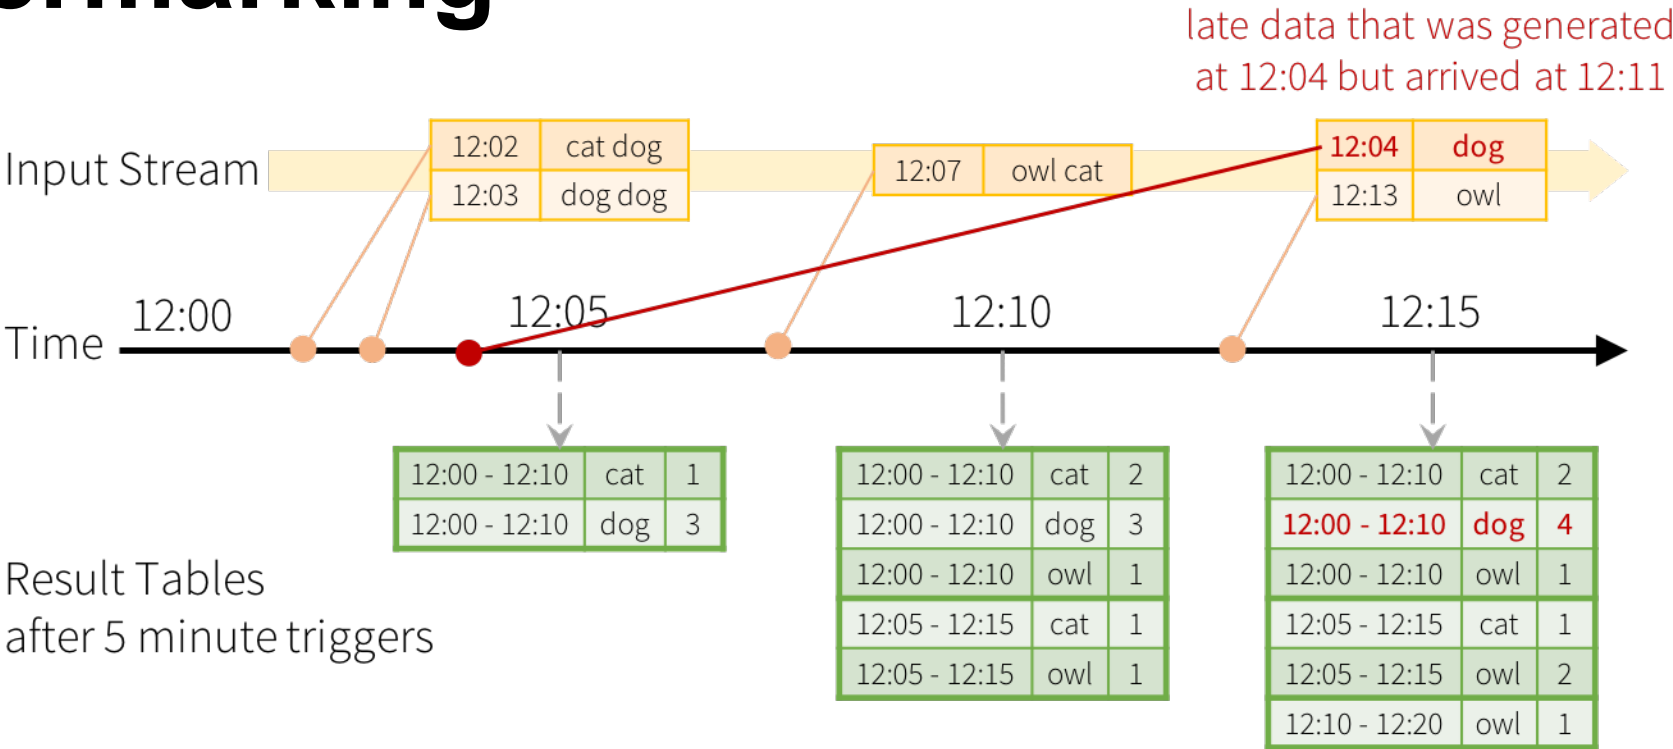 ermarking
late data that was generated
at 12:04 but arrived at 12:11
Input Stream
12:02 cat dog
12:03 dog dog
12:07 owl cat
12:04 dog
12:13 owl
Time
12:00
12:05
12:10
12:15
12:00 - 12:10 cat 1
12:00 - 12:10 dog 3
12:00 - 12:10 cat 2
12:00 - 12:10 dog 3
12:00 - 12:10 owl 1
12:05 - 12:15 cat 1
12:05 - 12:15 owl 1
12:00 - 12:10 cat 2
12:00 - 12:10 dog 4
12:00 - 12:10 owl 1
12:05 - 12:15 cat 1
12:05 - 12:15 owl 2
12:10 - 12:20 owl 1
Result Tables
after 5 minute triggers